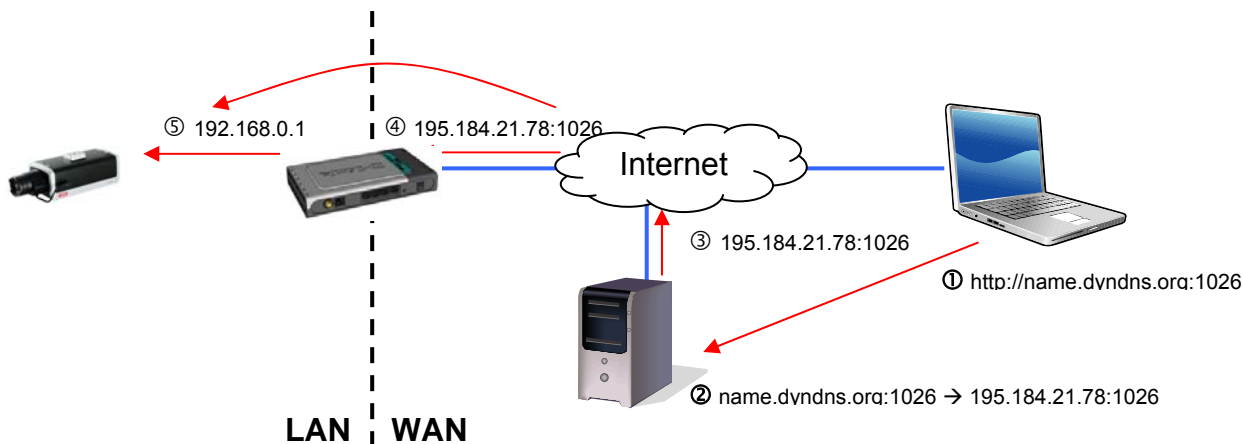 ⑤ 192.168.0.1
④ 195.184.21.78:1026
Internet
③ 195.184.21.78:1026
① http://name.dyndns.org:1026
② name.dyndns.org:1026 → 195.184.21.78:1026
LAN
WAN